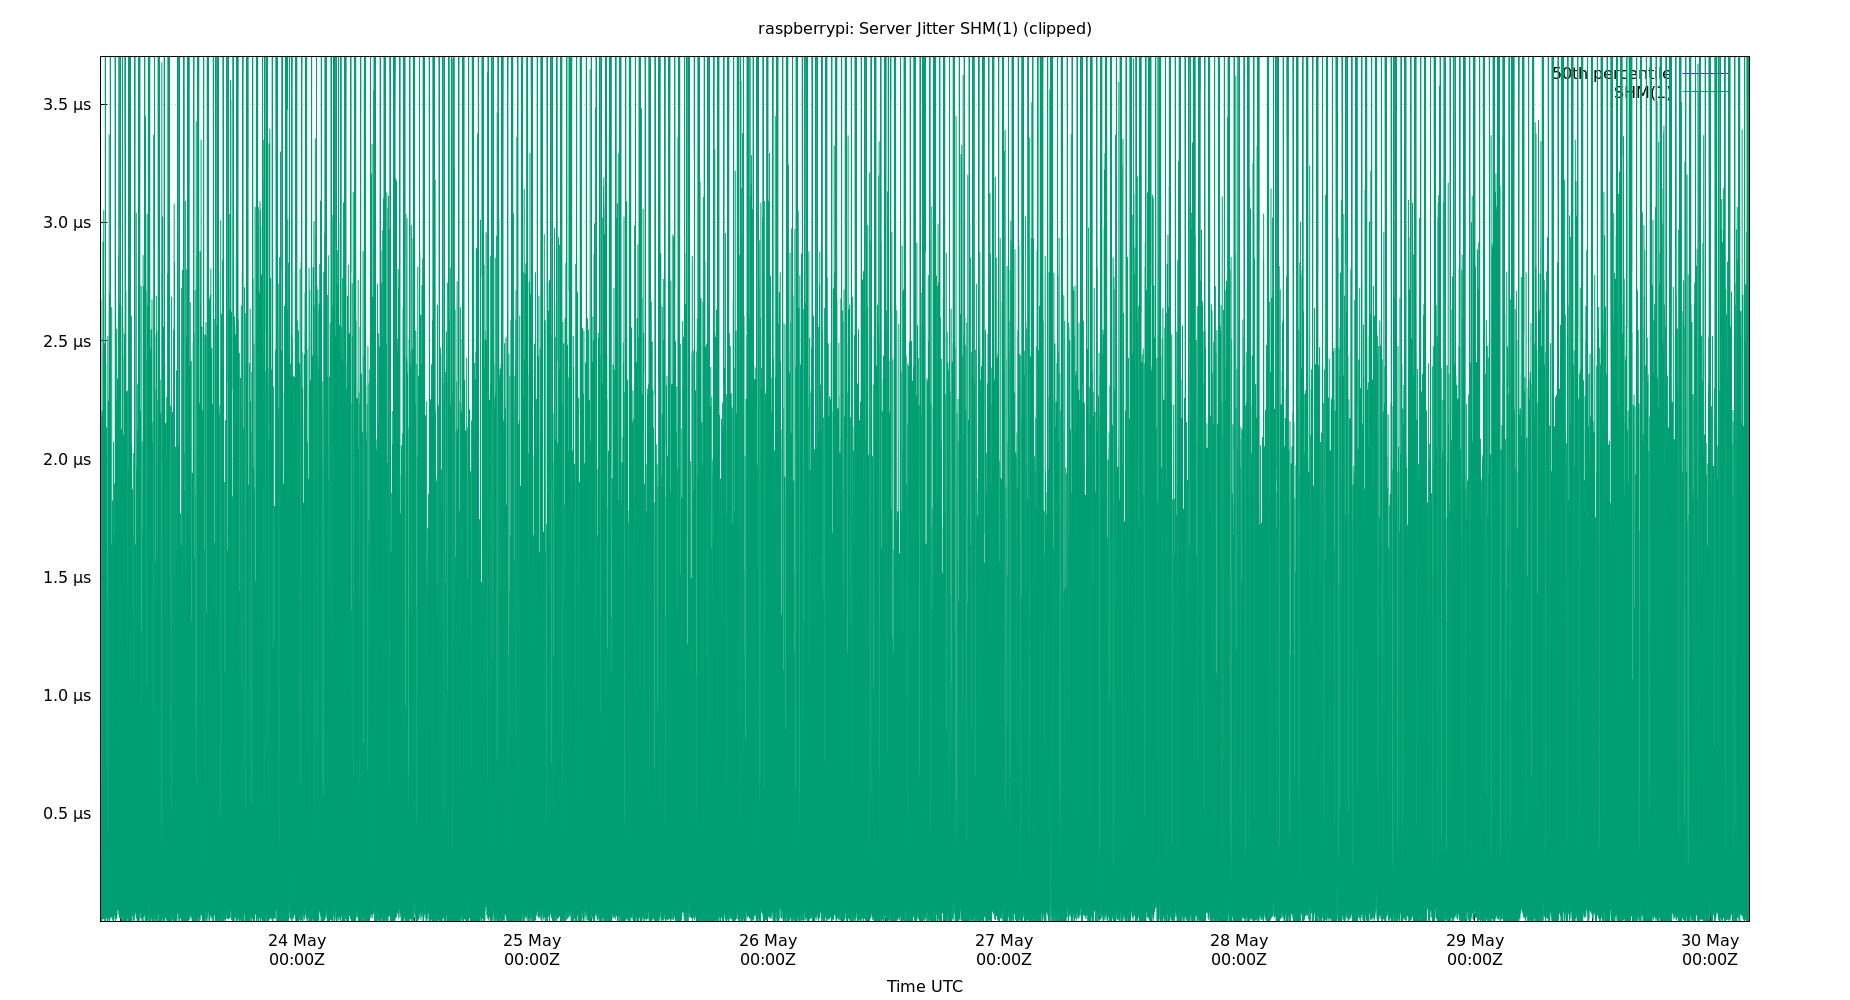 raspberrypi: Server Jitter SHM(1) (clipped)
50th percentile
SHM(1)
3.5 µs
3.0 µs
2.5 µs
2.0 µs
1.5 µs
1.0 µs
0.5 µs
24 May 25 May 26 May 27 May 28 May 29 May 30 May
00:00Z 00:00Z 00:00Z 00:00Z 00:00Z 00:00Z 00:00Z
Time UTC